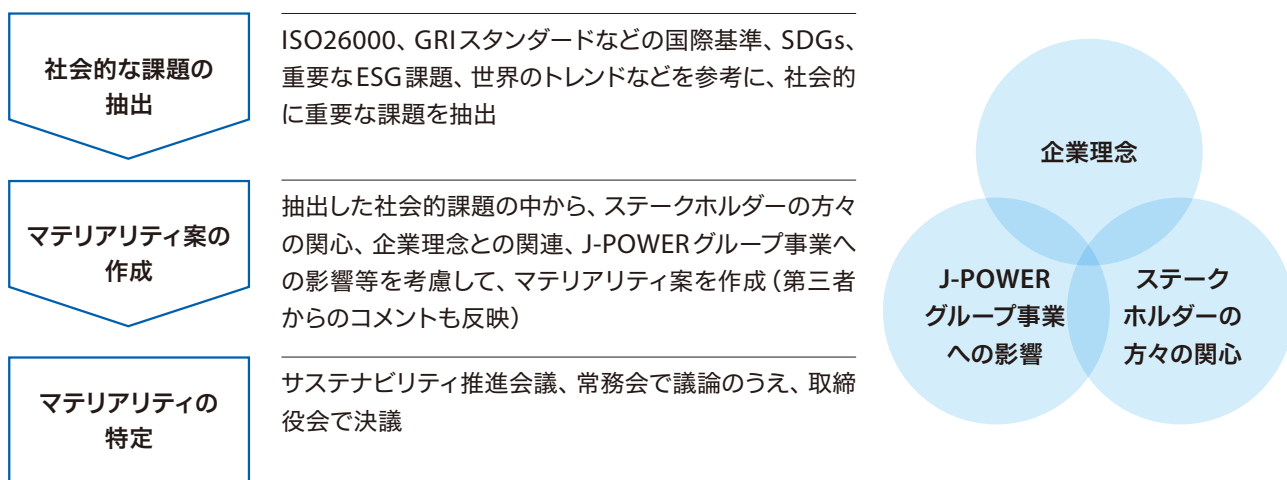 社会的な課題の
抽出
ISO26000、GRIスタンダードなどの国際基準、SDGs、
重要なESG課題、世界のトレンドなどを参考に、社会的
に重要な課題を抽出
マテリアリティ案の
作成
抽出した社会的課題の中から、ステークホルダーの方々
の関心、企業理念との関連、J-POWERグループ事業へ
の影響等を考慮して、マテリアリティ案を作成（第三者
からのコメントも反映）
マテリアリティの
特定
サステナビリティ推進会議、常務会で議論のうえ、取締
役会で決議
企業理念
J-POWER
グループ事業
への影響
ステーク
ホルダーの
方々の関心